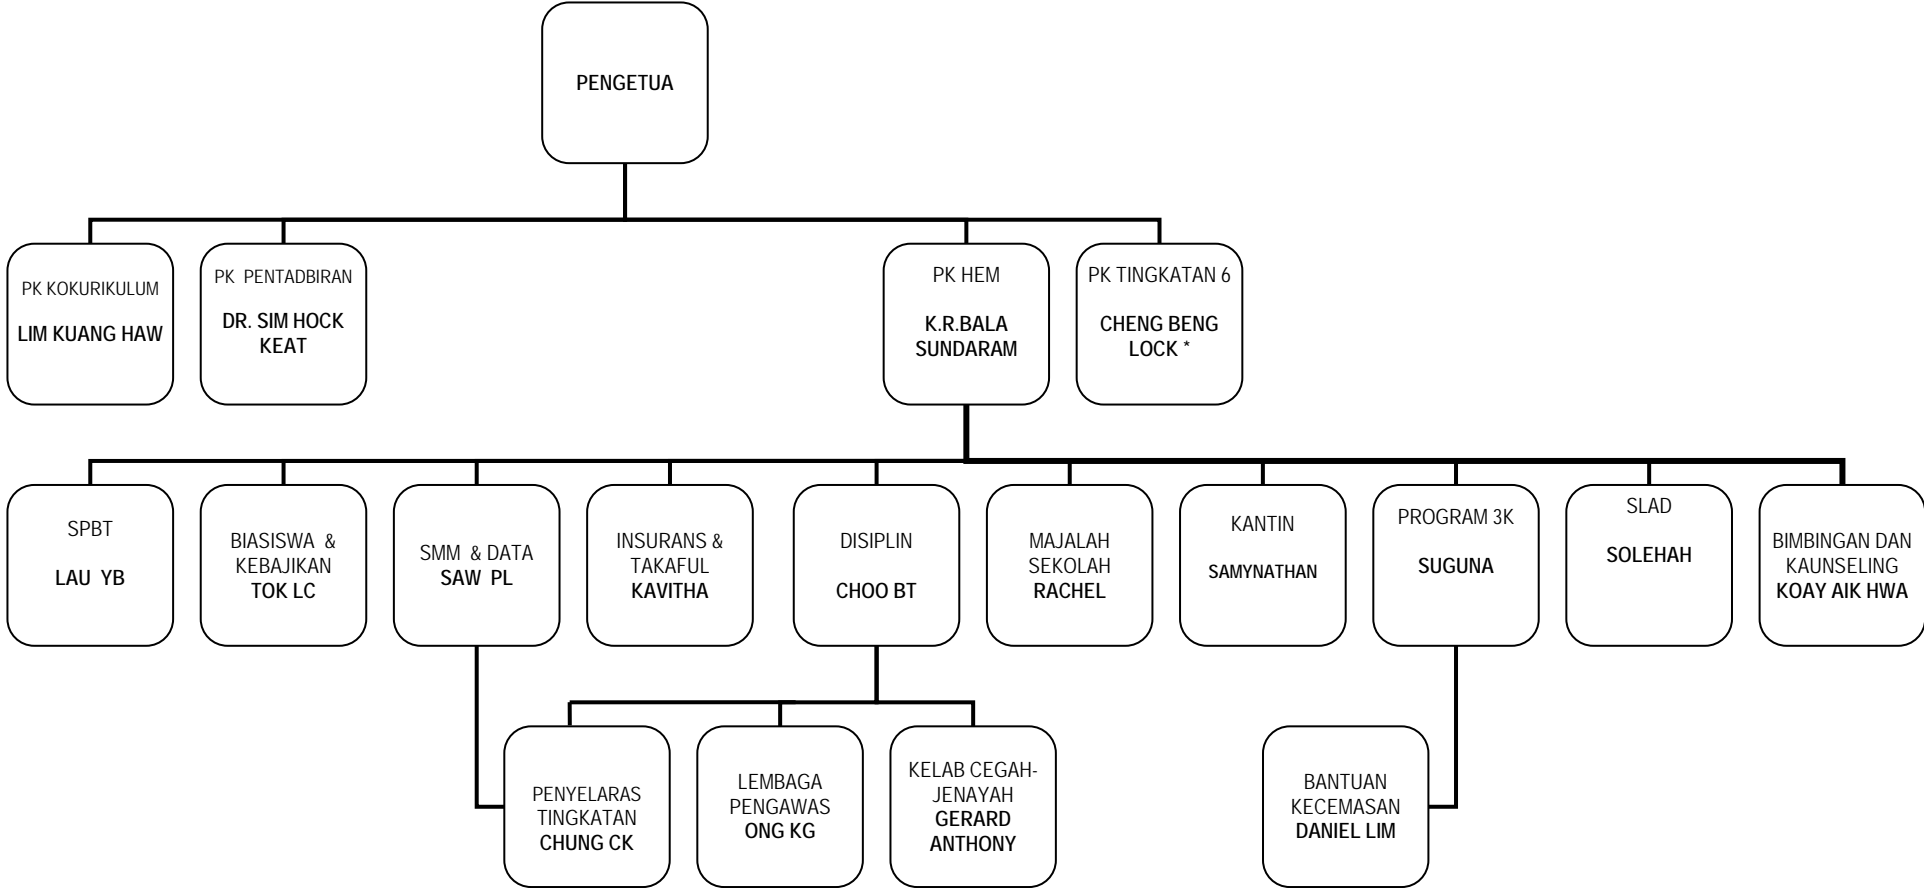 PENGETUA
PK KOKURIKULUM
LIM KUANG HAW
PK PENTADBIRAN
DR. SIM HOCK
KEAT
PK HEM
K.R.BALA
SUNDARAM
PK TINGKATAN 6
CHENG BENG
LOCK *
SPBT
LAU YB
BIASISWA &
KEBAJIKAN
TOK LC
SMM & DATA
SAW PL
INSURANS &
TAKAFUL
KAVITHA
DISIPLIN
CHOO BT
MAJALAH
SEKOLAH
RACHEL
KANTIN
SAMYNATHAN
PROGRAM 3K
SUGUNA
SLAD
SOLEHAH
BIMBINGAN DAN
KAUNSELING
KOAY AIK HWA
PENYELARAS
TINGKATAN
CHUNG CK
LEMBAGA
PENGAWAS
ONG KG
KELAB CEGAH-
JENAYAH
GERARD
ANTHONY
BANTUAN
KECEMASAN
DANIEL LIM